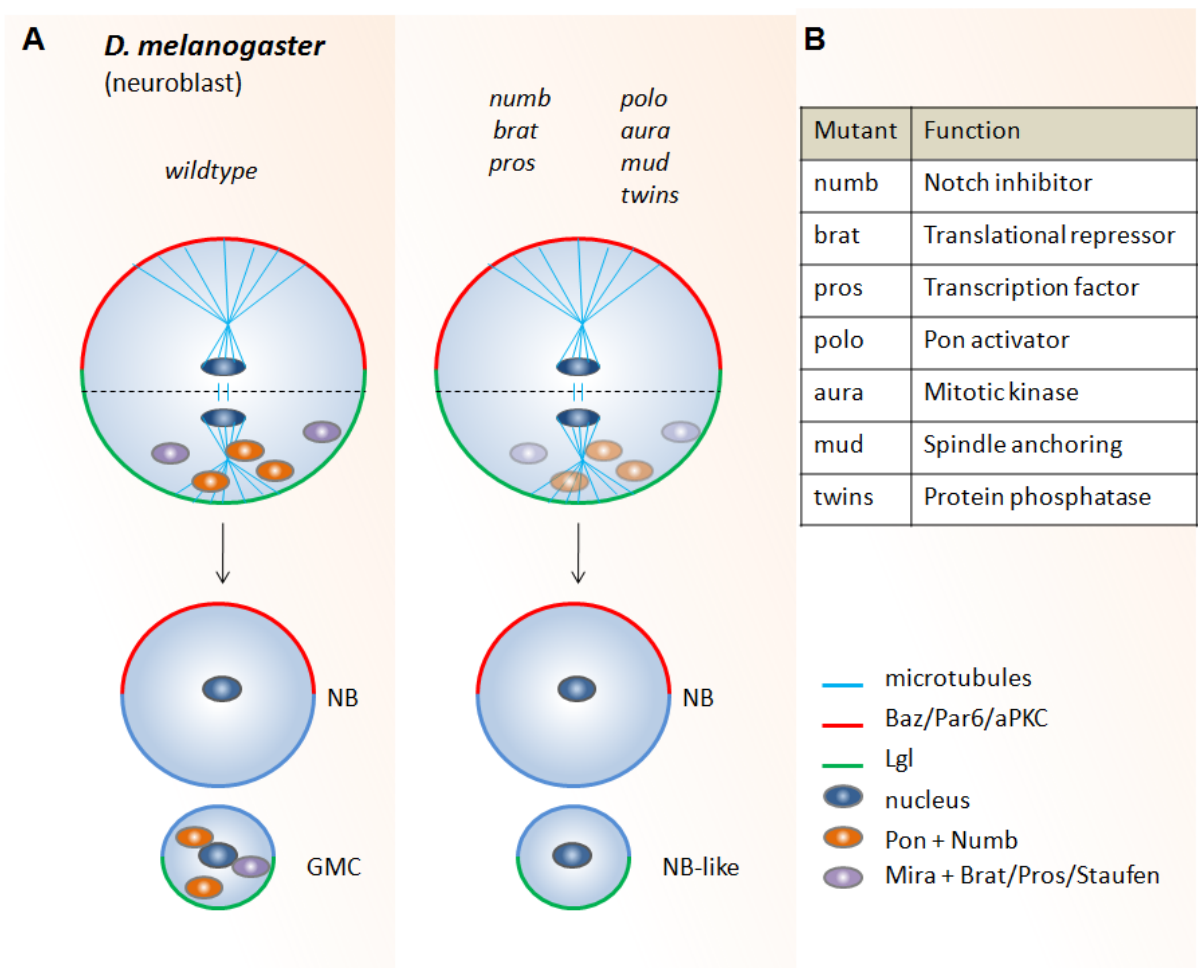 A
D. melanogaster
(neuroblast)
wildtype
numb polo
brat aura
pros mud
twins
NB
GMC
NB
NB-like
B
Mutant Function
numb Notch inhibitor
brat Translational repressor
pros Transcription factor
polo Pon activator
aura Mitotic kinase
mud Spindle anchoring
twins Protein phosphatase
microtubules
Baz/Par6/aPKC
Lgl
nucleus
Pon + Numb
Mira + Brat/Pros/Staufen